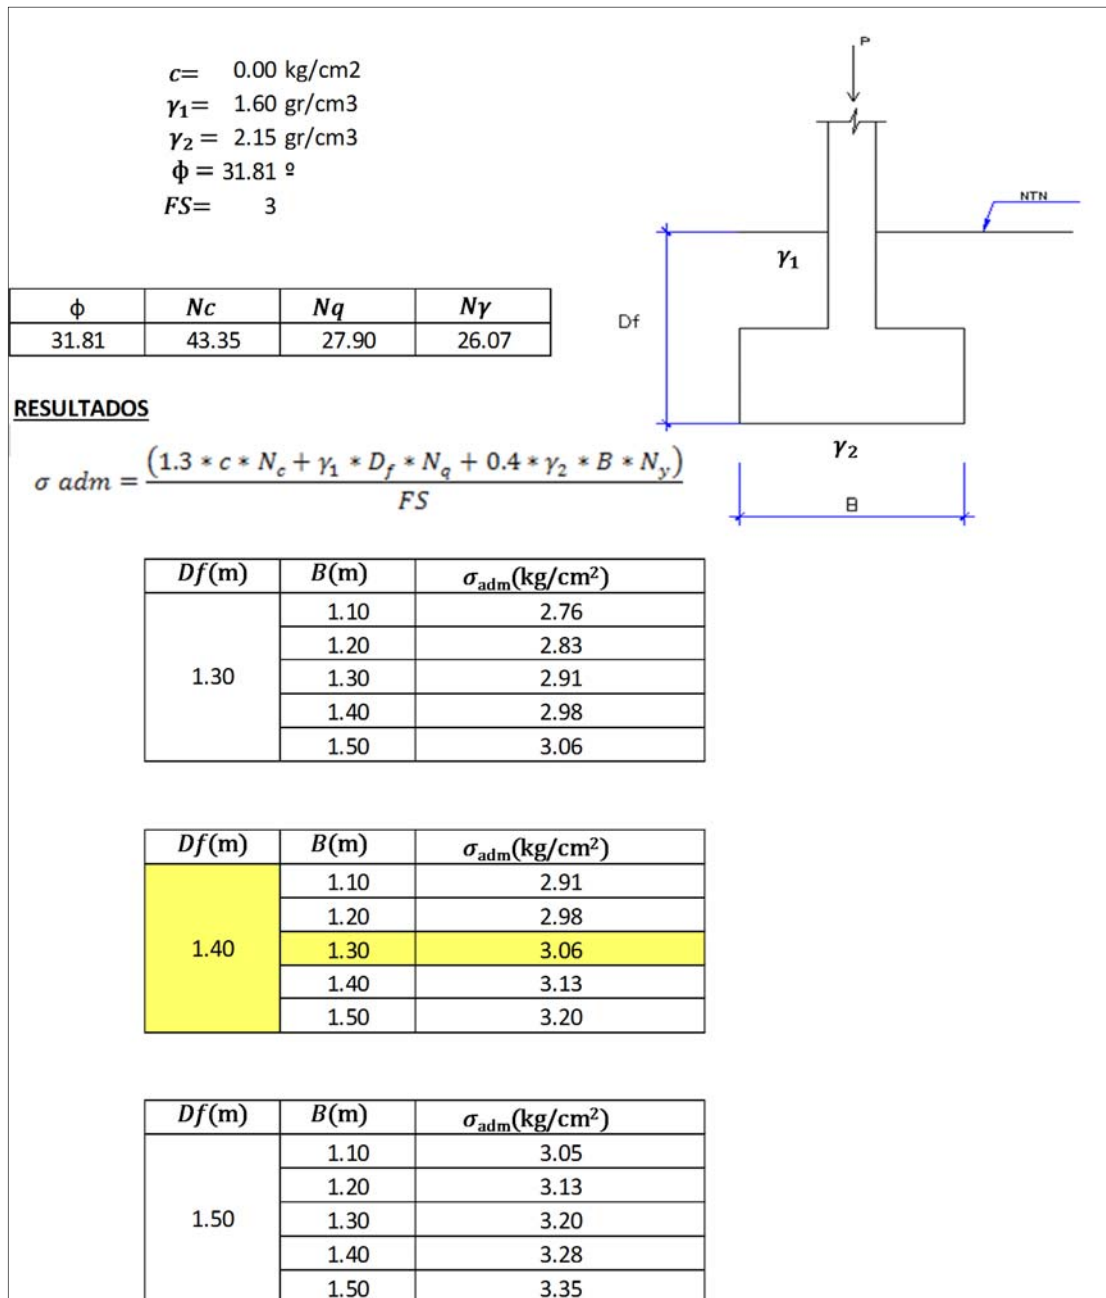 c= 0.00 kg/cm2
γ₁= 1.60 gr/cm3
γ₂ = 2.15 gr/cm3
ϕ = 31.81 º
FS= 3
P
NTN
γ₁
Df
γ₂
B
ϕ Nc Nq Nγ
31.81 43.35 27.90 26.07
RESULTADOS
σ adm = (1.3 * c * N_c + γ₁ * D_f * N_q + 0.4 * γ₂ * B * N_y) / FS
Df(m) B(m) σadm(kg/cm²)
1.30
1.10 2.76
1.20 2.83
1.30 2.91
1.40 2.98
1.50 3.06
Df(m) B(m) σadm(kg/cm²)
1.40
1.10 2.91
1.20 2.98
1.30 3.06
1.40 3.13
1.50 3.20
Df(m) B(m) σadm(kg/cm²)
1.50
1.10 3.05
1.20 3.13
1.30 3.20
1.40 3.28
1.50 3.35